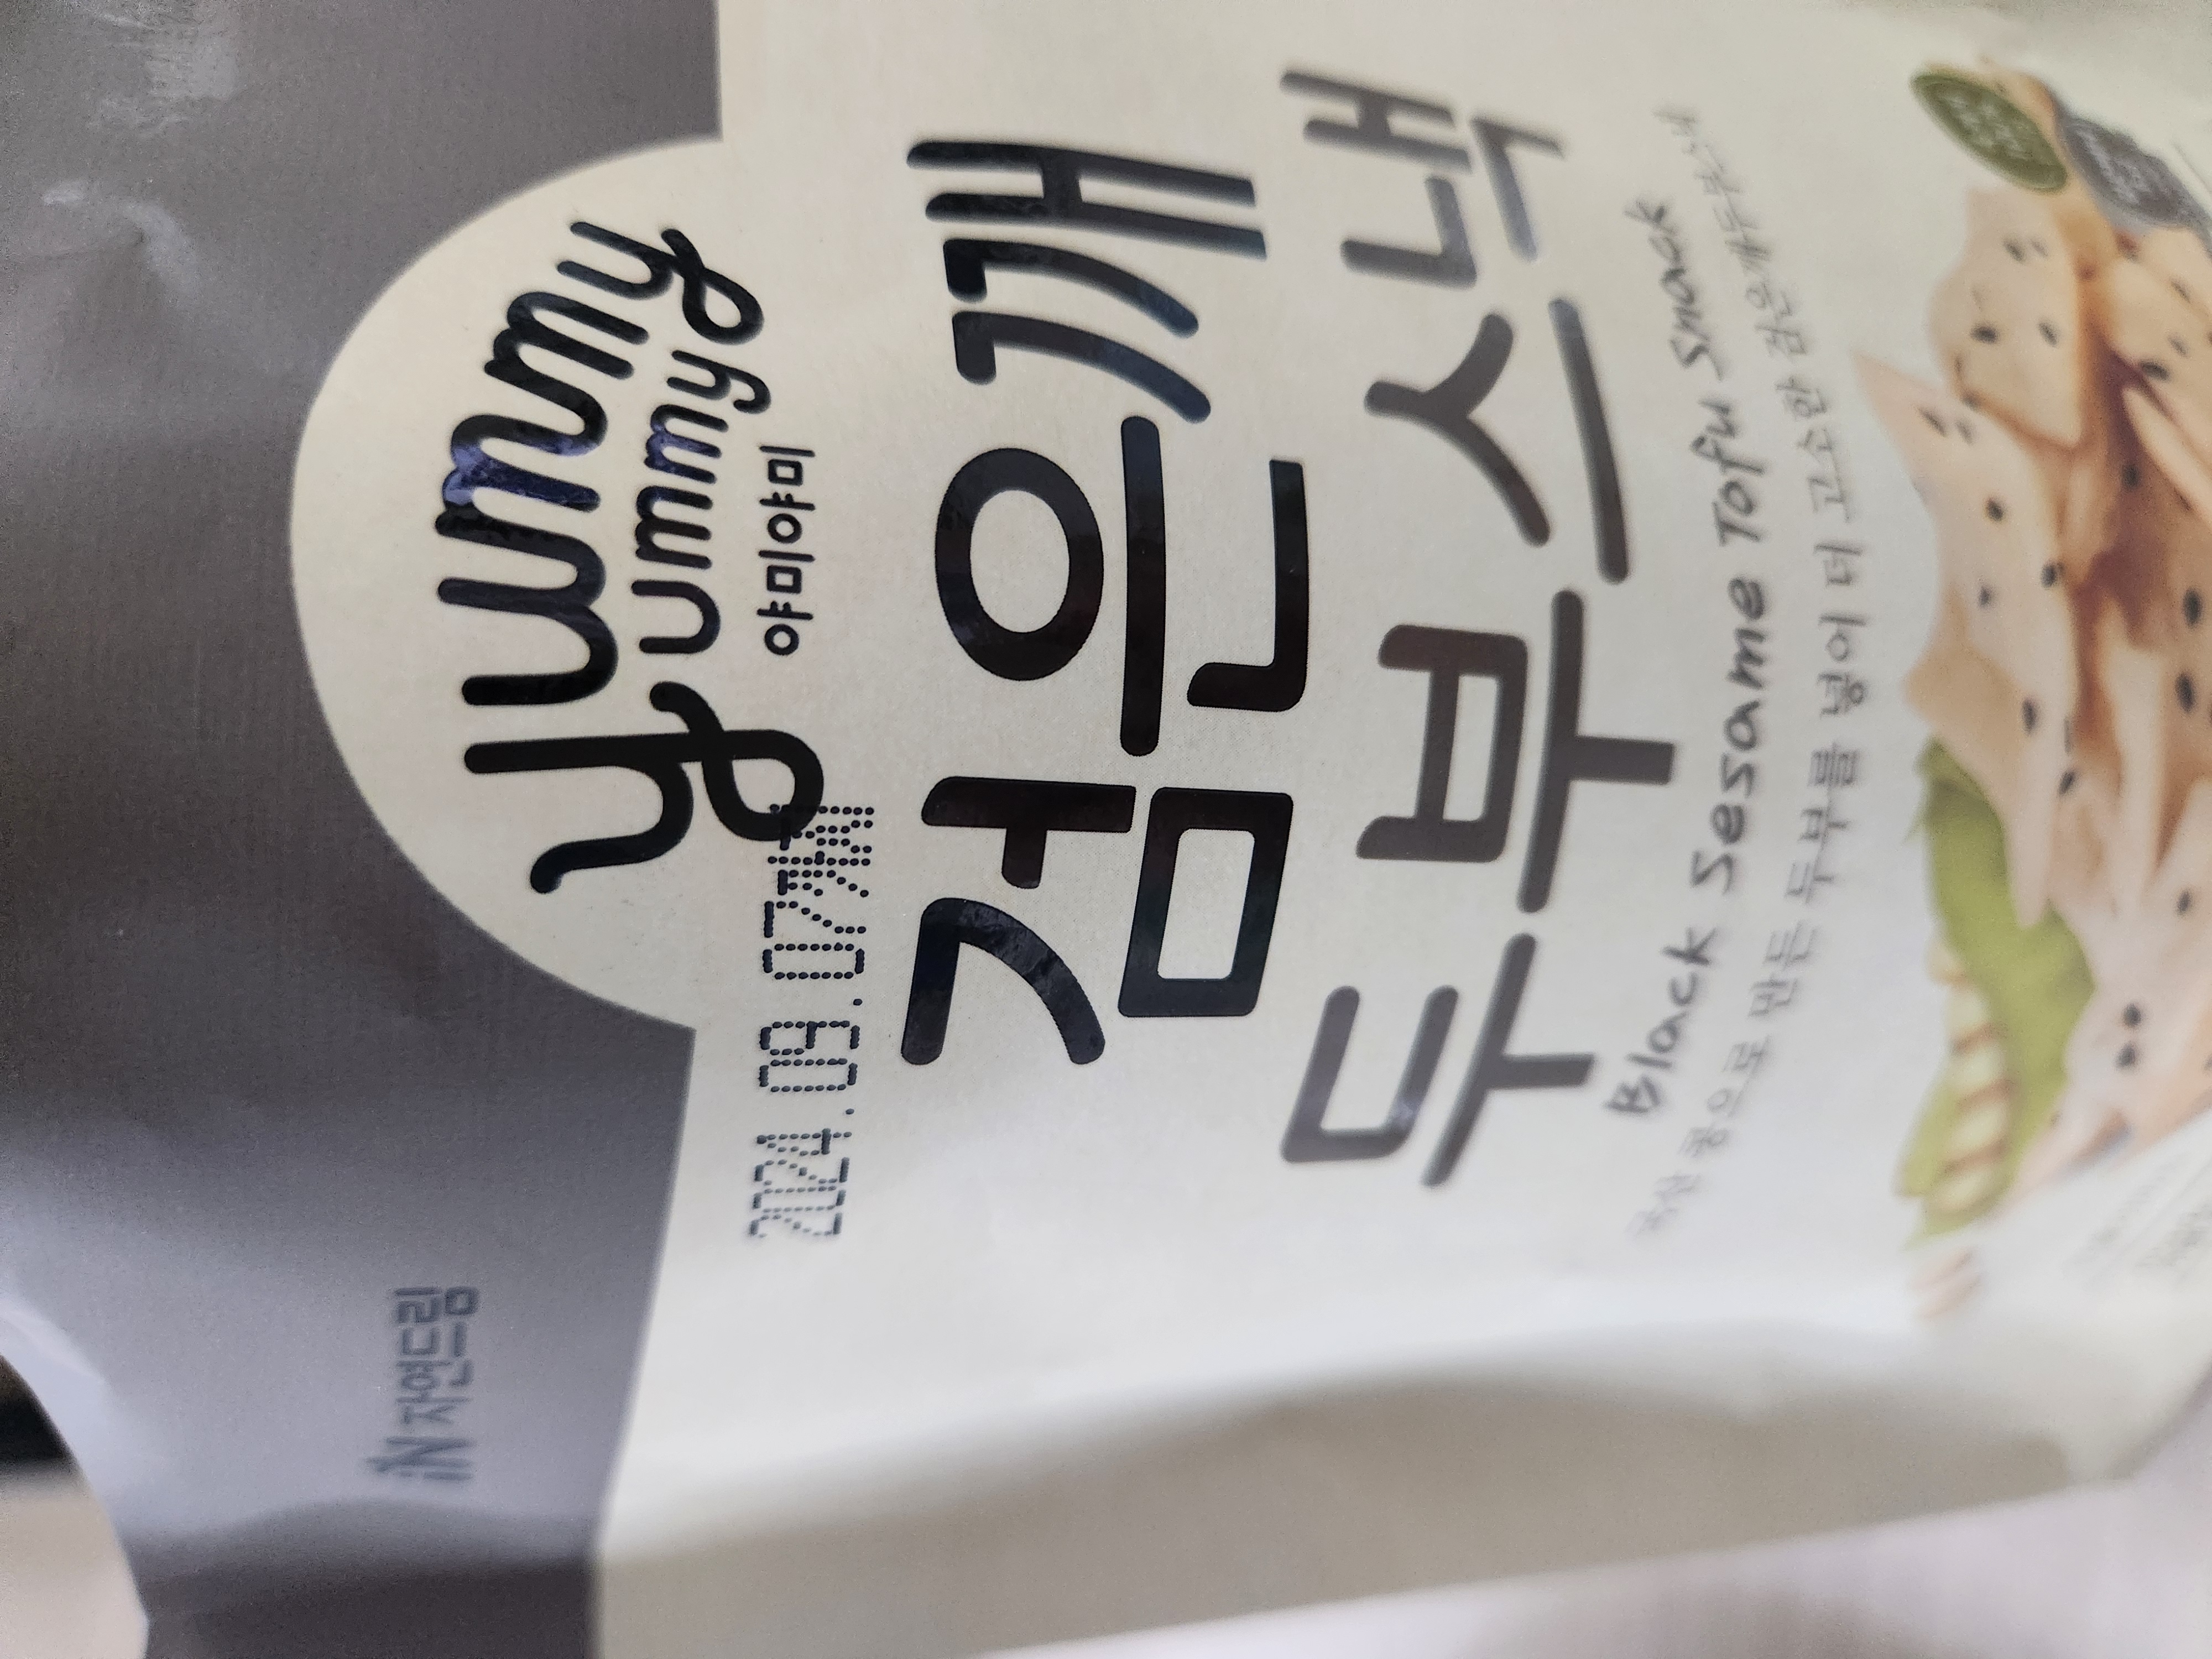 iN 자연드림
yummy
yummy
야미야미
2024.09.07까지
검은깨
두부스낵
Black Sesame Tofu Snack
국산 콩으로 만든 두부를 넣어 더 고소한 검은깨두부스낵